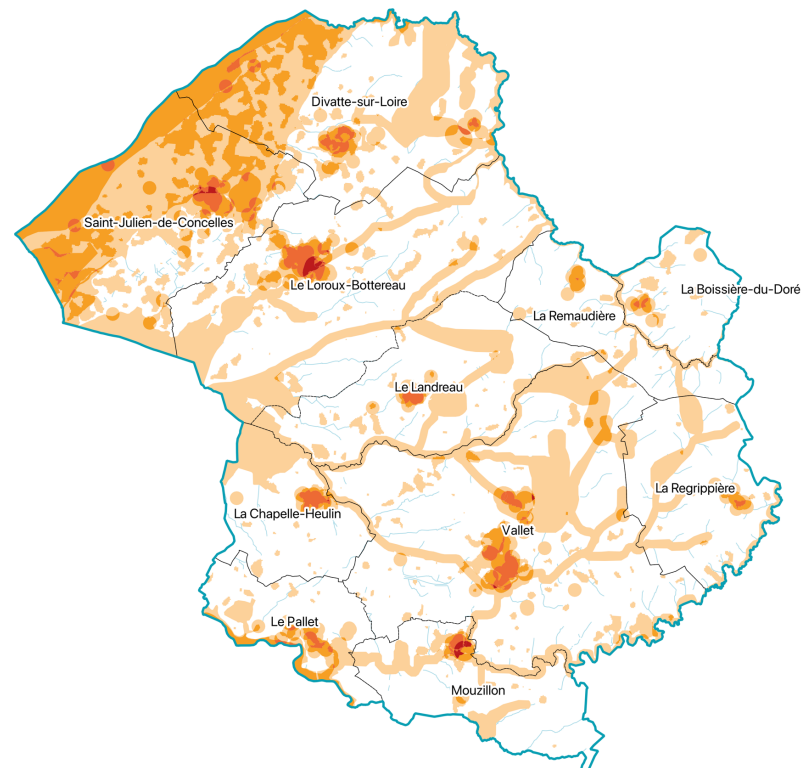 Divatte-sur-Loire
Saint-Julien-de-Concelles
Le Loroux-Bottereau
La Boissière-du-Doré
La Remaudière
Le Landreau
La Regrippière
La Chapelle-Heulin
Vallet
Le Pallet
Mouzillon